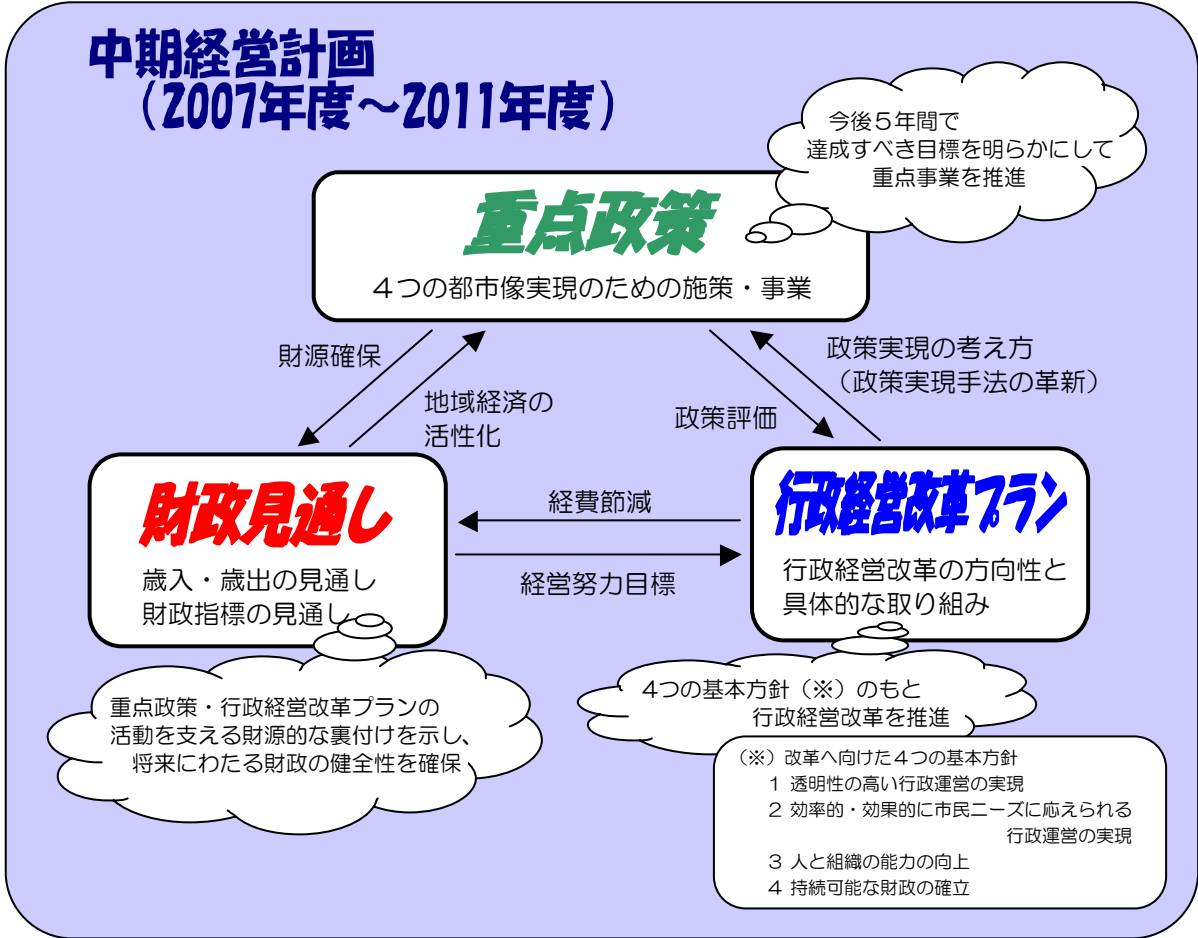 中期経営計画
（2007年度～2011年度）
今後５年間で
達成すべき目標を明らかにして
重点事業を推進
重点政策
４つの都市像実現のための施策・事業
財源確保
地域経済の
活性化
政策評価
政策実現の考え方
（政策実現手法の革新）
財政見通し
歳入・歳出の見通し
財政指標の見通し
経費節減
経営努力目標
行政経営改革プラン
行政経営改革の方向性と
具体的な取り組み
重点政策・行政経営改革プランの
活動を支える財源的な裏付けを示し、
将来にわたる財政の健全性を確保
4つの基本方針（※）のもと
行政経営改革を推進
（※）改革へ向けた４つの基本方針
１ 透明性の高い行政運営の実現
２ 効率的・効果的に市民ニーズに応えられる
行政運営の実現
３ 人と組織の能力の向上
４ 持続可能な財政の確立